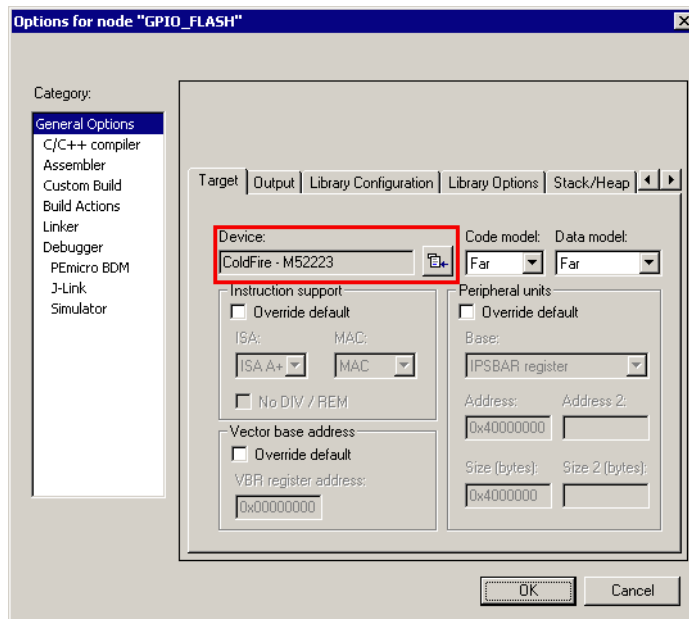 Options for node "GPIO_FLASH"
Category:
General Options
C/C++ compiler
Assembler
Custom Build
Build Actions
Linker
Debugger
PEmicro BDM
J-Link
Simulator
Target Output Library Configuration Library Options Stack/Heap
Device: Code model: Data model:
ColdFire - M52223 Far Far
Instruction support Peripheral units
Override default Override default
ISA: MAC: Base:
ISA A+ MAC IPSBAR register
No DIV / REM Address: Address 2:
0x40000000
Vector base address
Override default
Size (bytes): Size 2 (bytes):
VBR register address:
0x4000000
0x00000000
OK Cancel